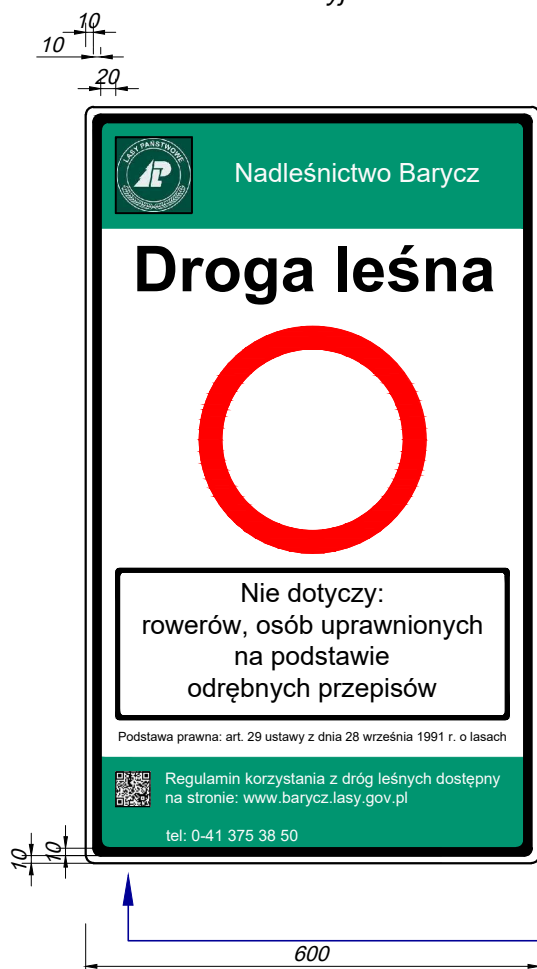 10
10
20
LASY PAŃSTWOWE
Nadleśnictwo Barycz
Droga leśna
Nie dotyczy:
rowerów, osób uprawnionych
na podstawie
odrębnych przepisów
Podstawa prawna: art. 29 ustawy z dnia 28 września 1991 r. o lasach
Regulamin korzystania z dróg leśnych dostępny
na stronie: www.barycz.lasy.gov.pl
tel: 0-41 375 38 50
10
10
600